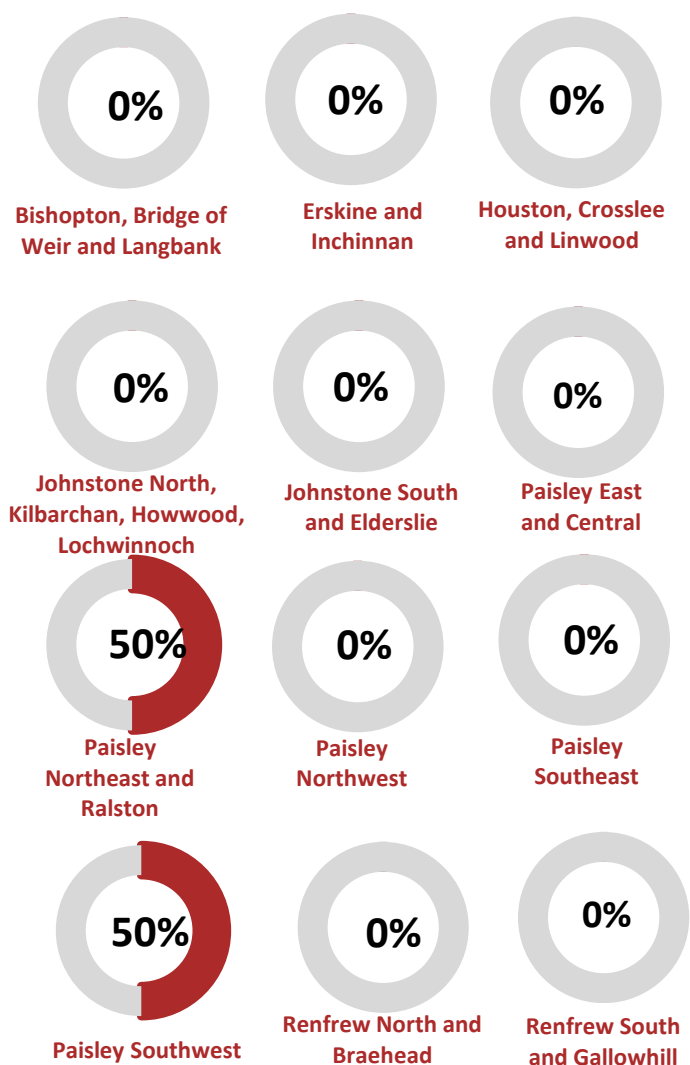 0%
0%
0%
Bishopton, Bridge of
Weir and Langbank
Erskine and
Inchinnan
Houston, Crosslee
and Linwood
0%
0%
0%
Johnstone North,
Kilbarchan, Howwood,
Lochwinnoch
Johnstone South
and Elderslie
Paisley East
and Central
50%
0%
0%
Paisley
Northeast and
Ralston
Paisley
Northwest
Paisley
Southeast
50%
0%
0%
Paisley Southwest
Renfrew North and
Braehead
Renfrew South
and Gallowhill